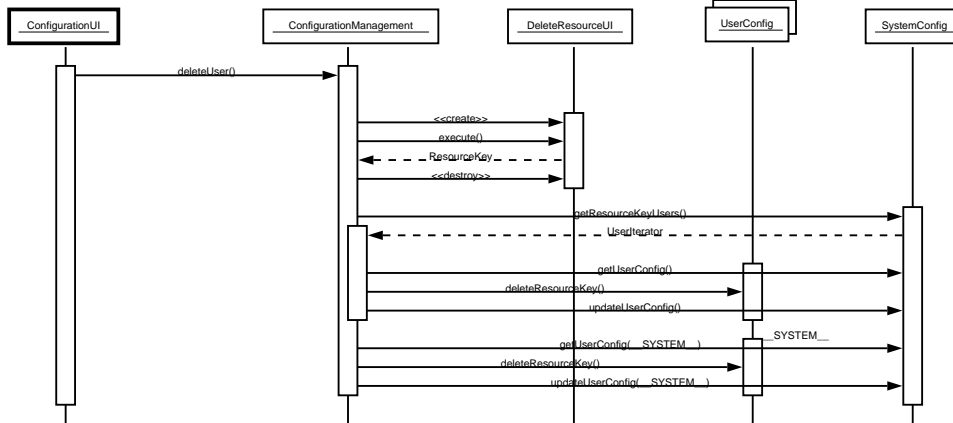 ConfigurationUI
ConfigurationManagement
DeleteResourceUI
UserConfig
SystemConfig
deleteUser()
<<create>>
execute()
ResourceKey
<<destroy>>
getResourceKeyUsers()
UserIterator
getUserConfig()
deleteResourceKey()
updateUserConfig()
__SYSTEM__
getUserConfig(__SYSTEM__)
deleteResourceKey()
updateUserConfig(__SYSTEM__)